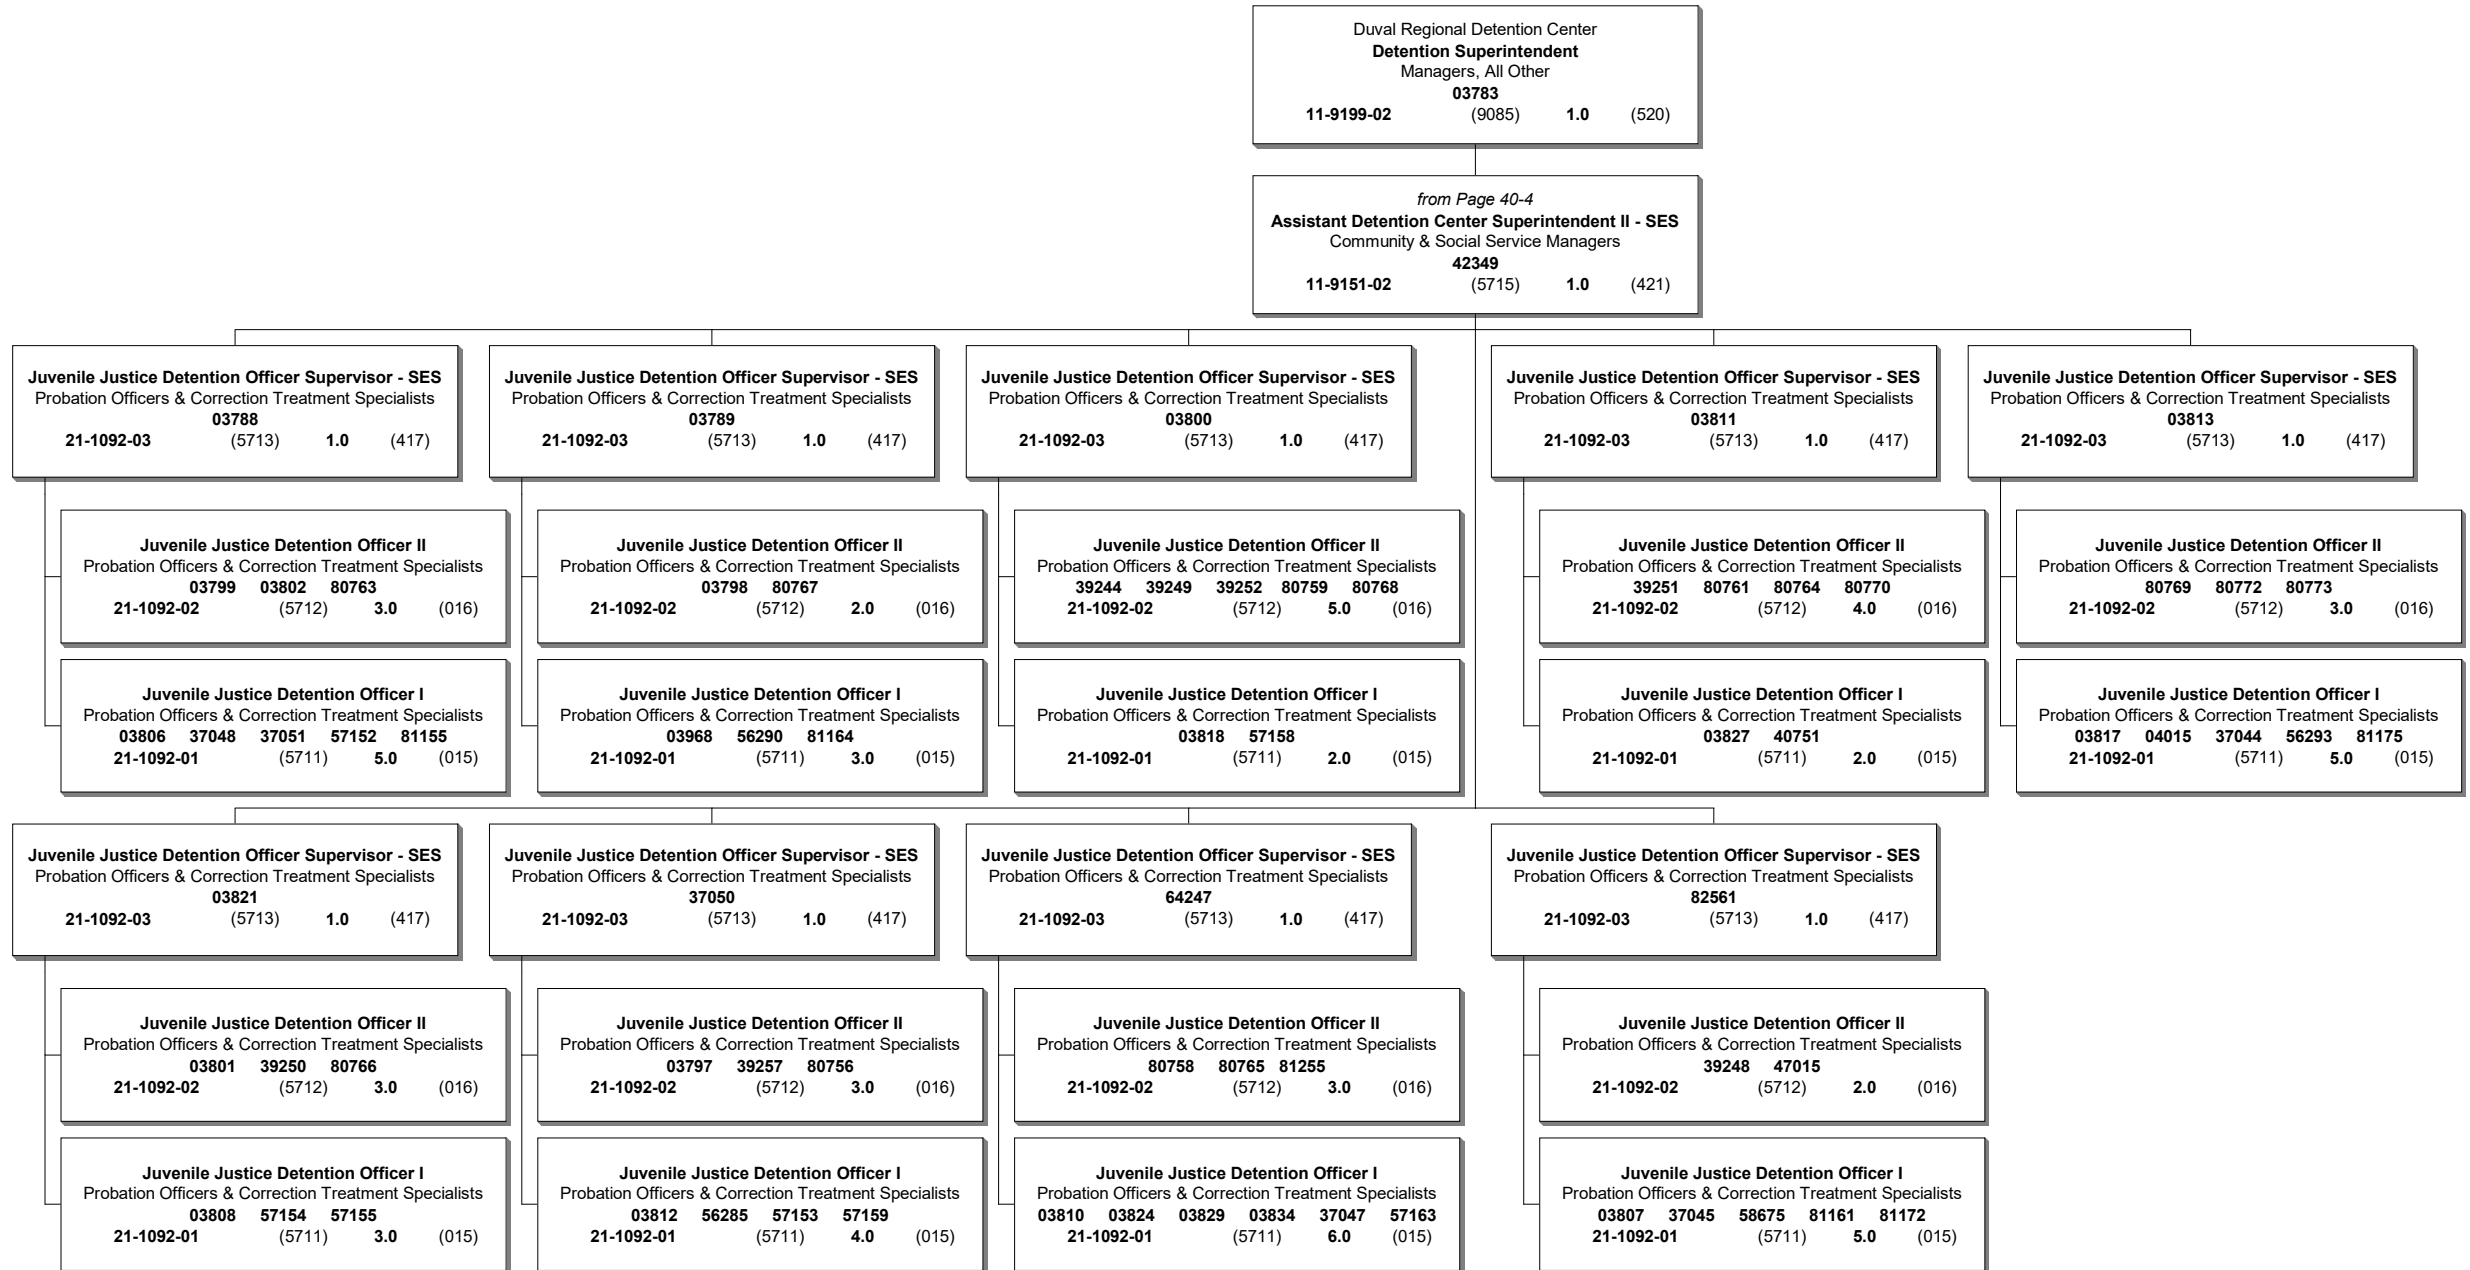 Duval Regional Detention Center
Detention Superintendent
Managers, All Other
03783
11-9199-02 (9085) 1.0 (520)
from Page 40-4
Assistant Detention Center Superintendent II - SES
Community & Social Service Managers
42349
11-9151-02 (5715) 1.0 (421)
Juvenile Justice Detention Officer Supervisor - SES
Probation Officers & Correction Treatment Specialists
03788
21-1092-03 (5713) 1.0 (417)
Juvenile Justice Detention Officer II
Probation Officers & Correction Treatment Specialists
03799 03802 80763
21-1092-02 (5712) 3.0 (016)
Juvenile Justice Detention Officer I
Probation Officers & Correction Treatment Specialists
03806 37048 37051 57152 81155
21-1092-01 (5711) 5.0 (015)
Juvenile Justice Detention Officer Supervisor - SES
Probation Officers & Correction Treatment Specialists
03789
21-1092-03 (5713) 1.0 (417)
Juvenile Justice Detention Officer II
Probation Officers & Correction Treatment Specialists
03798 80767
21-1092-02 (5712) 2.0 (016)
Juvenile Justice Detention Officer I
Probation Officers & Correction Treatment Specialists
03968 56290 81164
21-1092-01 (5711) 3.0 (015)
Juvenile Justice Detention Officer Supervisor - SES
Probation Officers & Correction Treatment Specialists
03800
21-1092-03 (5713) 1.0 (417)
Juvenile Justice Detention Officer II
Probation Officers & Correction Treatment Specialists
39244 39249 39252 80759 80768
21-1092-02 (5712) 5.0 (016)
Juvenile Justice Detention Officer I
Probation Officers & Correction Treatment Specialists
03818 57158
21-1092-01 (5711) 2.0 (015)
Juvenile Justice Detention Officer Supervisor - SES
Probation Officers & Correction Treatment Specialists
03811
21-1092-03 (5713) 1.0 (417)
Juvenile Justice Detention Officer II
Probation Officers & Correction Treatment Specialists
39251 80761 80764 80770
21-1092-02 (5712) 4.0 (016)
Juvenile Justice Detention Officer I
Probation Officers & Correction Treatment Specialists
03827 40751
21-1092-01 (5711) 2.0 (015)
Juvenile Justice Detention Officer Supervisor - SES
Probation Officers & Correction Treatment Specialists
03813
21-1092-03 (5713) 1.0 (417)
Juvenile Justice Detention Officer II
Probation Officers & Correction Treatment Specialists
80769 80772 80773
21-1092-02 (5712) 3.0 (016)
Juvenile Justice Detention Officer I
Probation Officers & Correction Treatment Specialists
03817 04015 37044 56293 81175
21-1092-01 (5711) 5.0 (015)
Juvenile Justice Detention Officer Supervisor - SES
Probation Officers & Correction Treatment Specialists
03821
21-1092-03 (5713) 1.0 (417)
Juvenile Justice Detention Officer II
Probation Officers & Correction Treatment Specialists
03801 39250 80766
21-1092-02 (5712) 3.0 (016)
Juvenile Justice Detention Officer I
Probation Officers & Correction Treatment Specialists
03808 57154 57155
21-1092-01 (5711) 3.0 (015)
Juvenile Justice Detention Officer Supervisor - SES
Probation Officers & Correction Treatment Specialists
37050
21-1092-03 (5713) 1.0 (417)
Juvenile Justice Detention Officer II
Probation Officers & Correction Treatment Specialists
03797 39257 80756
21-1092-02 (5712) 3.0 (016)
Juvenile Justice Detention Officer I
Probation Officers & Correction Treatment Specialists
03812 56285 57153 57159
21-1092-01 (5711) 4.0 (015)
Juvenile Justice Detention Officer Supervisor - SES
Probation Officers & Correction Treatment Specialists
64247
21-1092-03 (5713) 1.0 (417)
Juvenile Justice Detention Officer II
Probation Officers & Correction Treatment Specialists
80758 80765 81255
21-1092-02 (5712) 3.0 (016)
Juvenile Justice Detention Officer I
Probation Officers & Correction Treatment Specialists
03810 03824 03829 03834 37047 57163
21-1092-01 (5711) 6.0 (015)
Juvenile Justice Detention Officer Supervisor - SES
Probation Officers & Correction Treatment Specialists
82561
21-1092-03 (5713) 1.0 (417)
Juvenile Justice Detention Officer II
Probation Officers & Correction Treatment Specialists
39248 47015
21-1092-02 (5712) 2.0 (016)
Juvenile Justice Detention Officer I
Probation Officers & Correction Treatment Specialists
03807 37045 58675 81161 81172
21-1092-01 (5711) 5.0 (015)